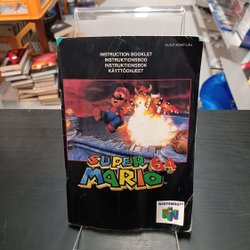 INSTRUCTION BOOKLET
INSTRUKTIONSBOG
INSTRUKTIONSBOK
KÄYTTÖOHJEET
SUPER
MARIO 64
NINTENDO 64